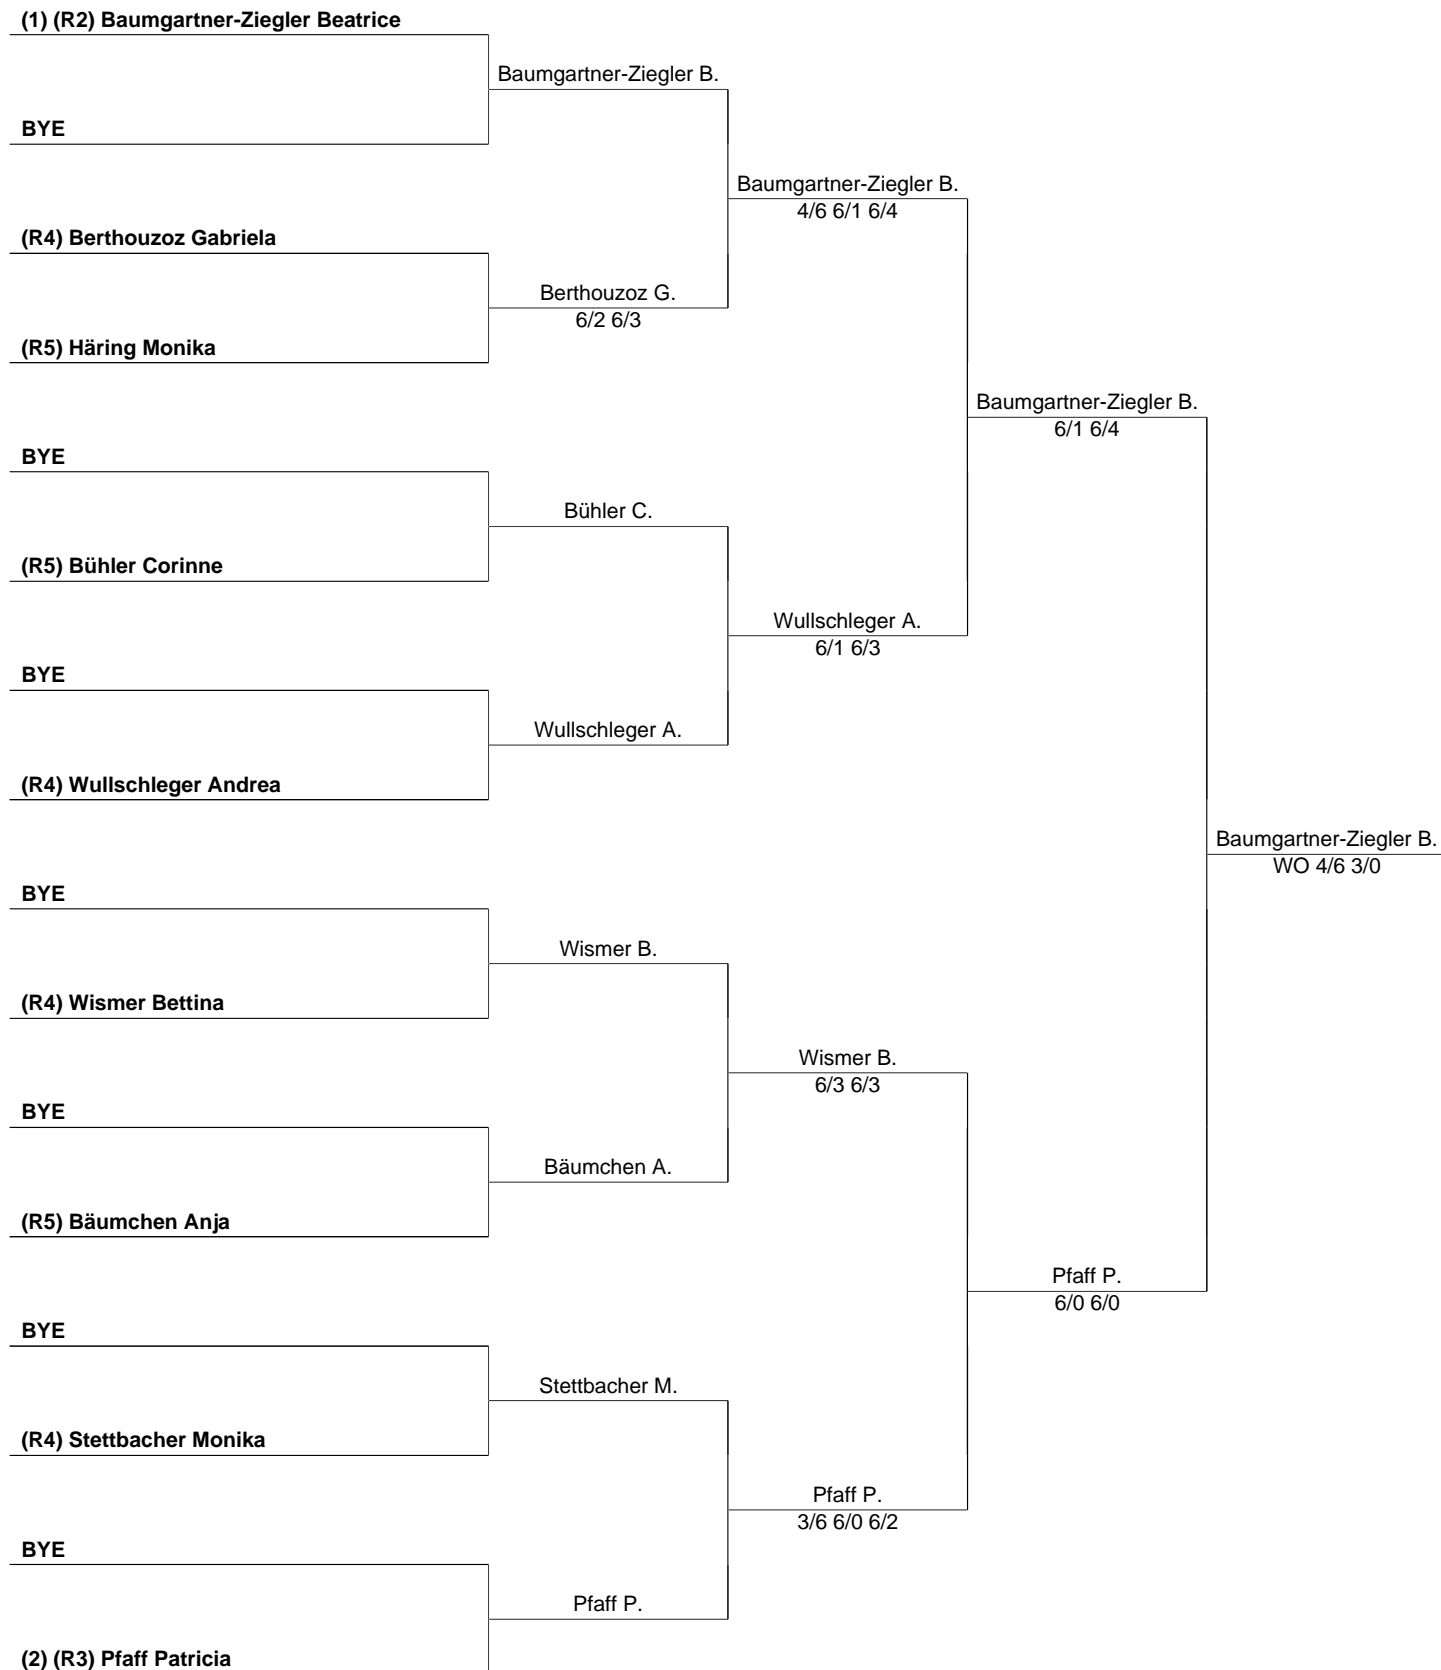 (1) (R2) Baumgartner-Ziegler Beatrice
Baumgartner-Ziegler B.
BYE
Baumgartner-Ziegler B.
4/6 6/1 6/4
(R4) Berthouzoz Gabriela
Berthouzoz G.
6/2 6/3
(R5) Häring Monika
Baumgartner-Ziegler B.
6/1 6/4
BYE
Bühler C.
(R5) Bühler Corinne
Wullschleger A.
6/1 6/3
BYE
Wullschleger A.
(R4) Wullschleger Andrea
Baumgartner-Ziegler B.
WO 4/6 3/0
BYE
Wismer B.
(R4) Wismer Bettina
Wismer B.
6/3 6/3
BYE
Bäumchen A.
(R5) Bäumchen Anja
Pfaff P.
6/0 6/0
BYE
Stettbacher M.
(R4) Stettbacher Monika
Pfaff P.
3/6 6/0 6/2
BYE
Pfaff P.
(2) (R3) Pfaff Patricia